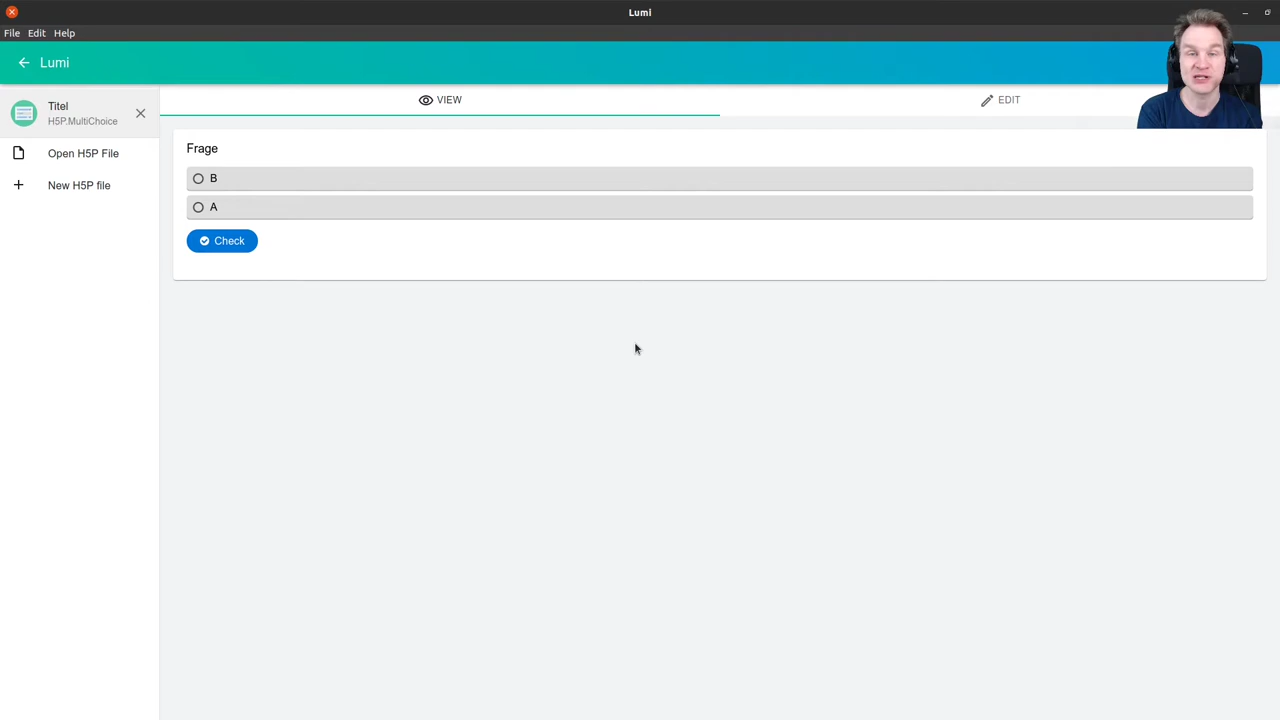 Lumi
File Edit Help
Lumi
Titel
H5P.MultiChoice
Open H5P File
New H5P file
VIEW
EDIT
Frage
B
A
Check